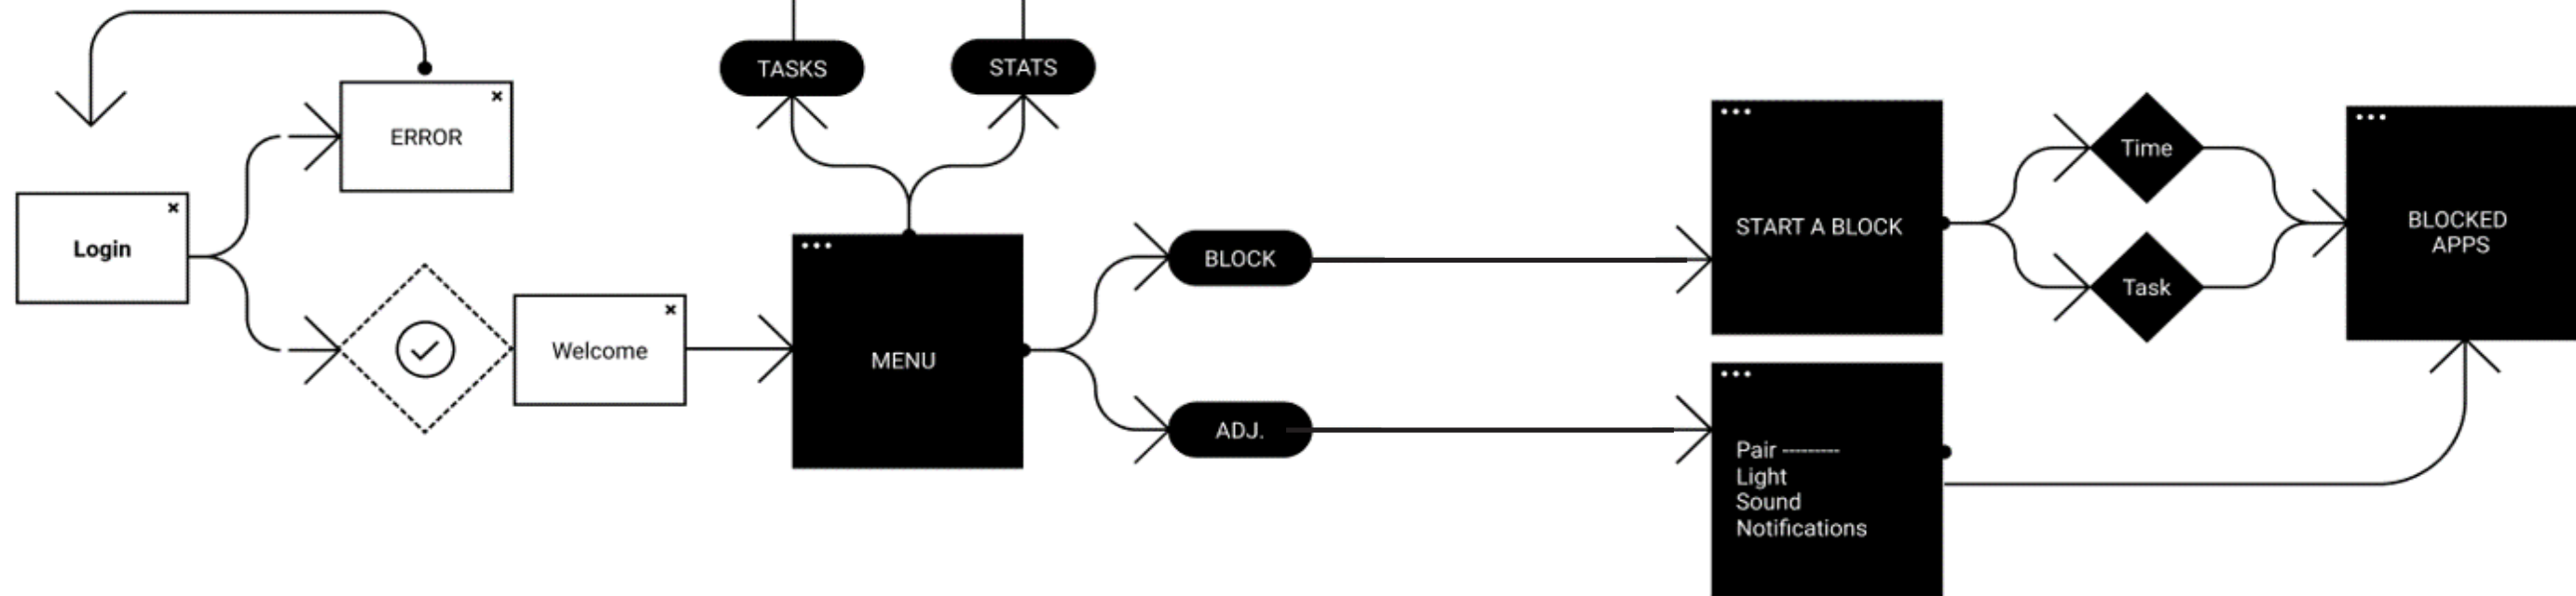 ERROR
Login
Welcome
TASKS
STATS
MENU
BLOCK
ADJ.
START A BLOCK
Pair ---------
Light
Sound
Notifications
Time
Task
BLOCKED
APPS